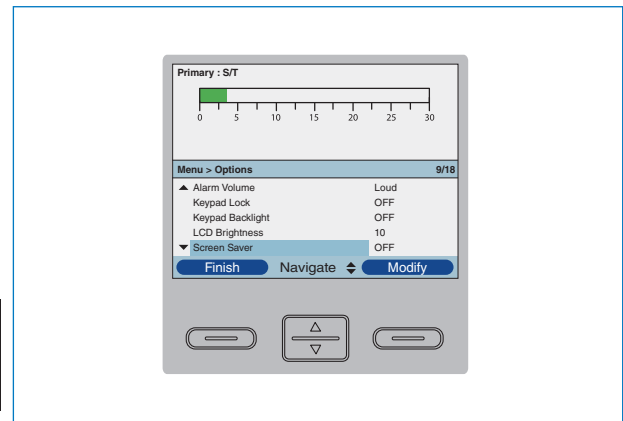 Primary : S/T
0 5 10 15 20 25 30
Menu > Options 9/18
Alarm Volume Loud
Keypad Lock OFF
Keypad Backlight OFF
LCD Brightness 10
Screen Saver OFF
Finish Navigate Modify